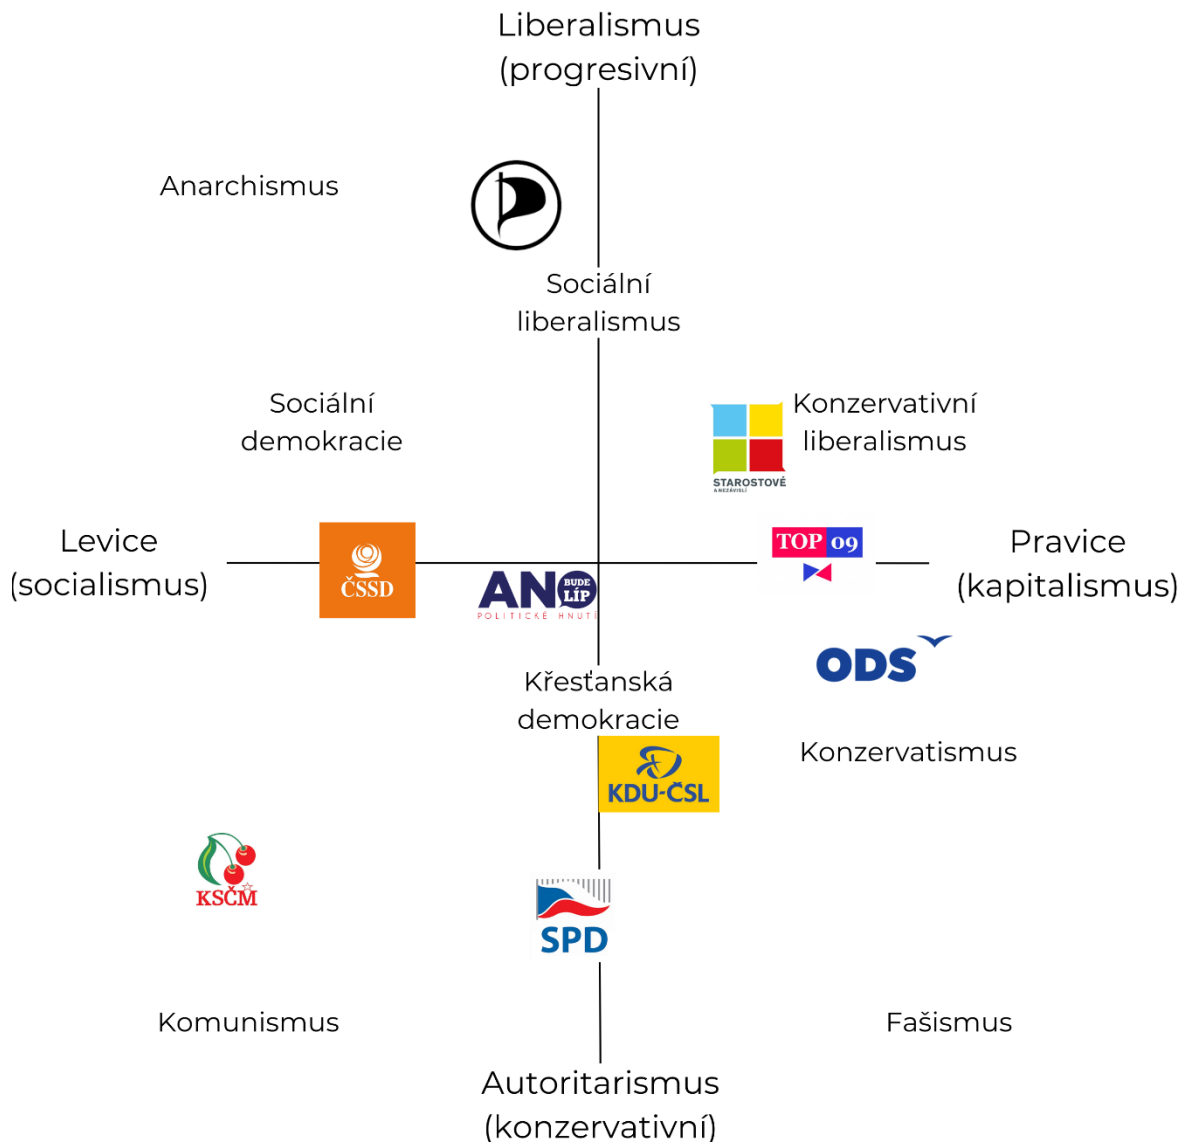 Liberalismus
(progresivní)
Anarchismus
Sociální
liberalismus
Sociální
demokracie
Konzervativní
liberalismus
STAROSTOVÉ
A NEZÁVISLÍ
Levice
(socialismus)
ČSSD
ANO
BUDE
LÍP
POLITICKÉ HNUTÍ
TOP 09
Pravice
(kapitalismus)
ODS
Křesťanská
demokracie
KDU-ČSL
Konzervatismus
KSČM
SPD
Komunismus
Fašismus
Autoritarismus
(konzervativní)